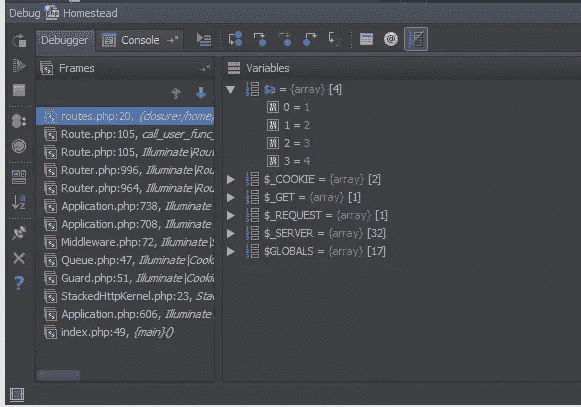 Debug Homestead
Debugger Console
Frames
routes.php:20, {closure:/home/
Route.php:105, call_user_func_
Route.php:105, Illuminate\Rout
Router.php:996, Illuminate\Rou
Router.php:964, Illuminate\Rou
Application.php:738, Illuminate
Application.php:708, Illuminate
Middleware.php:72, Illuminate\S
Queue.php:47, Illuminate\Cook
Guard.php:51, Illuminate\Cooki
StackedHttpKernel.php:23, Stac
Application.php:606, Illuminate
index.php:49, {main}()
Variables
$a = {array} [4]
0 = 1
1 = 2
2 = 3
3 = 4
$_COOKIE = {array} [2]
$_GET = {array} [1]
$_REQUEST = {array} [1]
$_SERVER = {array} [32]
$GLOBALS = {array} [17]